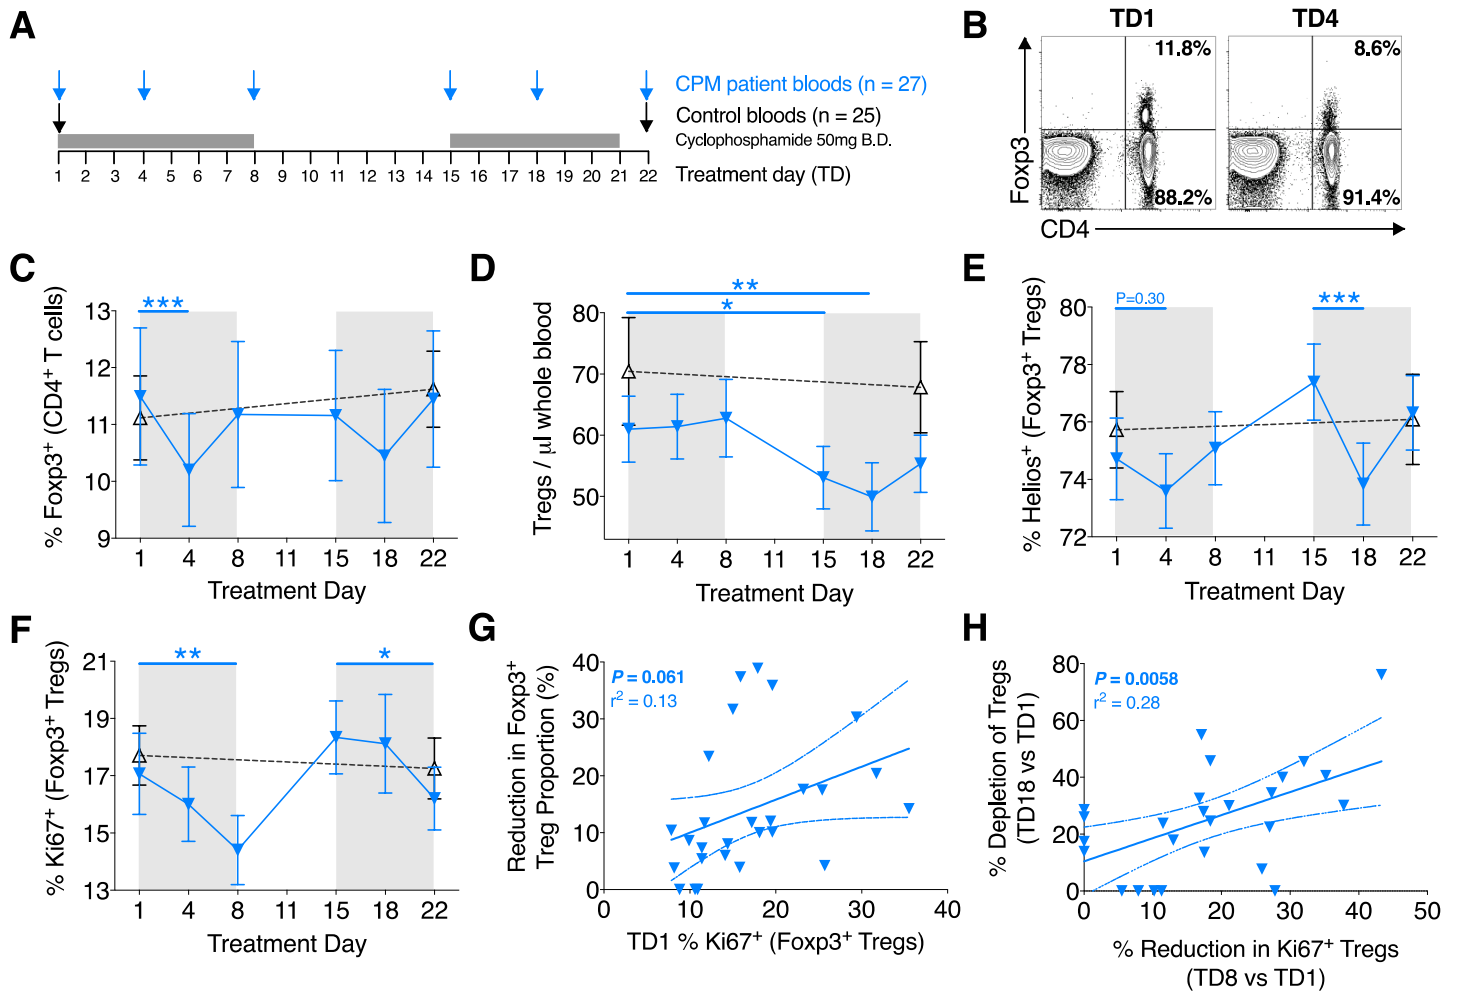 A
CPM patient bloods (n = 27)
Control bloods (n = 25)
Cyclophosphamide 50mg B.D.
1 2 3 4 5 6 7 8 9 10 11 12 13 14 15 16 17 18 19 20 21 22
Treatment day (TD)
B
TD1
TD4
11.8%
8.6%
88.2%
91.4%
Foxp3
CD4
C
% Foxp3+ (CD4+ T cells)
***
13
12
11
10
9
1 4 8 11 15 18 22
Treatment Day
D
Tregs / µl whole blood
**
*
80
70
60
50
1 4 8 11 15 18 22
Treatment Day
E
% Helios+ (Foxp3+ Tregs)
P=0.30
***
80
78
76
74
72
1 4 8 11 15 18 22
Treatment Day
F
% Ki67+ (Foxp3+ Tregs)
**
*
21
19
17
15
13
1 4 8 11 15 18 22
Treatment Day
G
Reduction in Foxp3+
Treg Proportion (%)
P = 0.061
r2 = 0.13
40
30
20
10
0
0 10 20 30 40
TD1 % Ki67+ (Foxp3+ Tregs)
H
% Depletion of Tregs
(TD18 vs TD1)
P = 0.0058
r2 = 0.28
80
60
40
20
0
0 10 20 30 40 50
% Reduction in Ki67+ Tregs
(TD8 vs TD1)